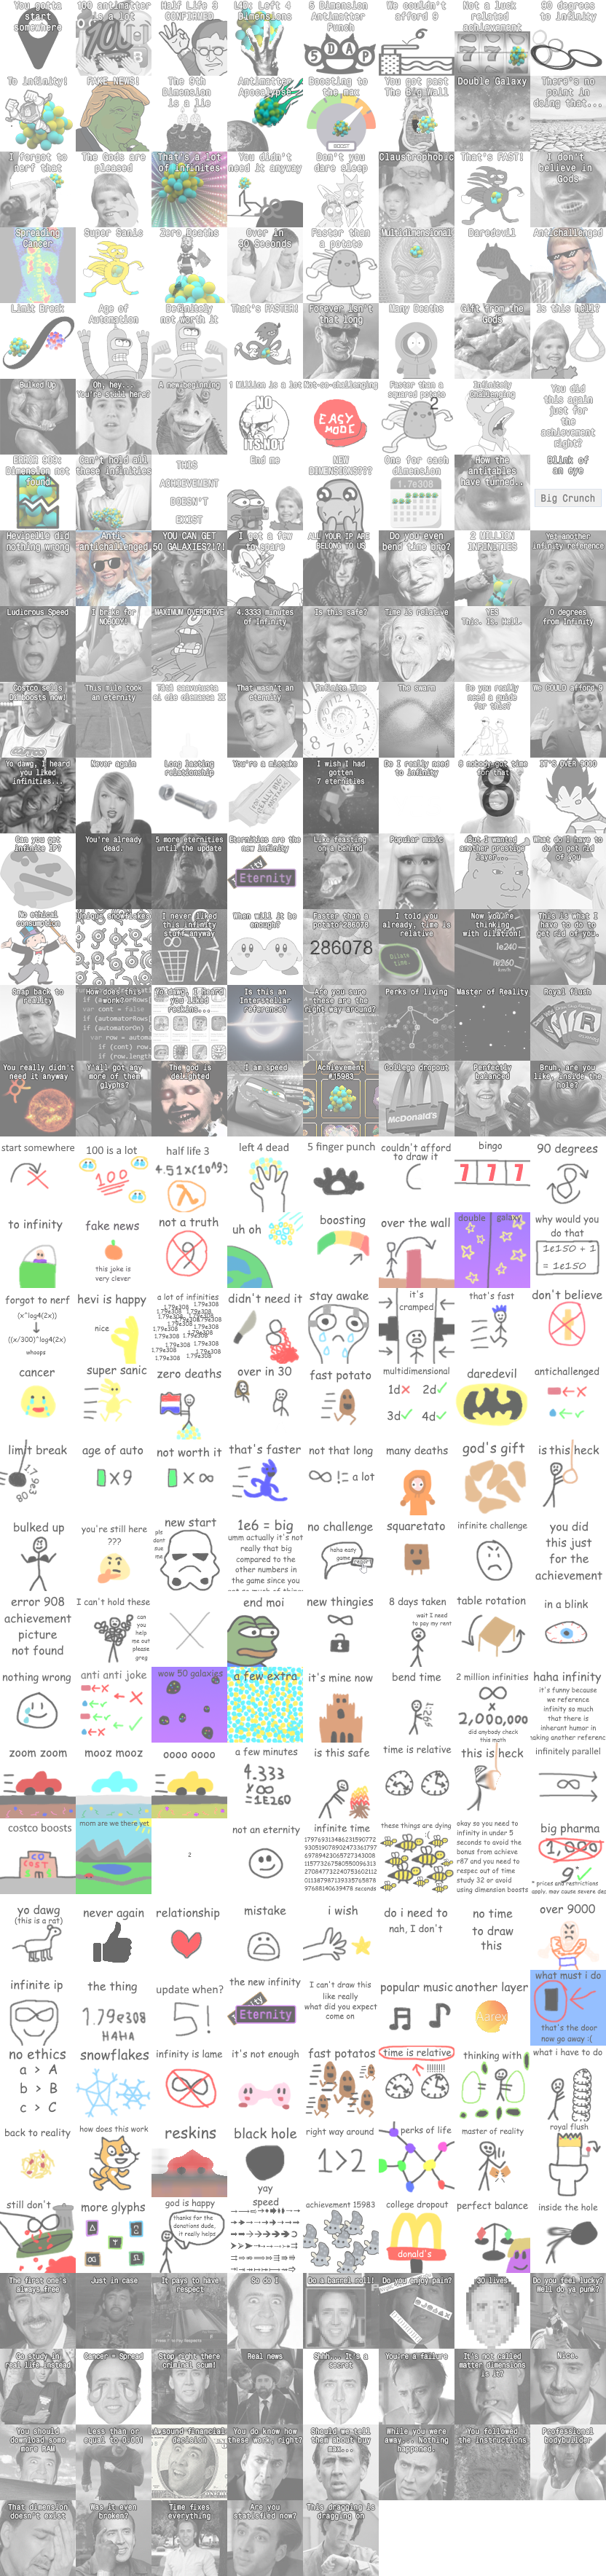 You gotta start somewhere
100 antimatter is a lot
Half Life 3 CONFIRMED
L4D: Left 4 Dimensions
5 Dimension Antimatter Punch
We couldn't afford 9
Not a luck related achievement
90 degrees to infinity
To infinity!
FAKE NEWS!
The 9th Dimension is a lie
Antimatter Apocalypse
Boosting to the max
You got past The Big Wall
Double Galaxy
There's no point in doing that...
I forgot to nerf that
The Gods are pleased
That's a lot of infinites
You didn't need it anyway
Don't you dare sleep
Claustrophobic
That's FAST!
I don't believe in Gods
Spreading Cancer
Super Sanic
Zero Deaths
Over in 30 Seconds
Faster than a potato
Multidimensional
Daredevil
Antichallenged
Limit Break
Age of Automation
Definitely not worth it
That's FASTER!
Forever isn't that long
Many Deaths
Gift from the Gods
Is this hell?
Bulked Up
Oh, hey... You're still here?
A new beginning
1 Million is a lot
NO ITSNOT
Not-so-challenging
EASY MODE
Faster than a squared potato
2
Infinitely Challenging
You did this again just for the achievement right?
ERROR 909: Dimension not found
Can't hold all these infinities
THIS ACHIEVEMENT DOESN'T EXIST
End me
NEW DIMENSIONS???
One for each dimension
1.7e308
How the antitables have turned..
Blink of an eye
Big Crunch
Hevipelle did nothing wrong
Anti-antichallenged
YOU CAN GET 50 GALAXIES?!?!
I got a few to spare
ALL YOUR IP ARE BELONG TO US
Do you even bend time bro?
2 MILLION INFINITIES
Yet another infinity reference
Ludicrous Speed
I brake for NOBODY!
MAXIMUM OVERDRIVE
4.3333 minutes of Infinity
Is this safe?
Time is relative
YES. This. Is. Hell.
0 degrees from Infinity
Costco sells Dimboosts now!
This mile took an eternity
That wasn't an eternity
Infinite Time
The swarm
Do you really need a guide for this?
We COULD afford 9
Yo dawg, I heard you liked infinities...
Never again
Long lasting relationship
You're a mistake
I wish I had gotten 7 eternities
Do I really need to infinity
8 nobody got time for that
IT'S OVER 9000
Can you get infinite IP?
You're already dead.
5 more eternities until the update
Eternities are the new infinity
Eternity
Like feasting on a behind
Popular music
But I wanted another prestige layer...
What do I have to do to get rid of you
No ethical consumption
Unique snowflakes
I never liked this infinity stuff anyway
When will it be enough?
Faster than a potato^286078
286078
I told you already, time is relative
Dilate time.
Now you're thinking with dilation!
1e240
1e260
This is what I have to do to get rid of you.
Snap back to reality
How does this work?
Yo dawg, I heard you liked reskins...
Is this an Interstellar reference?
Are you sure these are the right way around?
Perks of living
Master of Reality
Royal flush
You really didn't need it anyway
Y'all got any more of them glyphs?
The god is delighted
I am speed
Achievement #15983
College dropout
McDonald's
Perfectly balanced
Bruh, are you like, inside the hole?
start somewhere
100 is a lot
100
half life 3
4.51x(10^9)
left 4 dead
5 finger punch
couldn't afford to draw it
bingo
7 7 7
90 degrees
to infinity
fake news
this joke is very clever
not a truth
9
uh oh
boosting
over the wall
double galaxy
why would you do that
1e150 + 1
= 1e150
forgot to nerf
(x^log4(2x))
((x/300)^log4(2x)
whoops
hevi is happy
nice
a lot of infinities
1.79e308
didn't need it
stay awake
it's cramped
that's fast
don't believe
cancer
super sanic
zero deaths
over in 30
fast potato
multidimensional
1d 2d
3d 4d
daredevil
antichallenged
limit break
1.79e308
age of auto
x9
not worth it
x∞
that's faster
not that long
∞ != a lot
many deaths
god's gift
is this heck
bulked up
you're still here
???
new start
pls dont sue me
1e6 = big
umm actually it's not really that big compared to the other numbers in the game since you
no challenge
haha easy game
squaretato
infinite challenge
you did this just for the achievement
error 908 achievement picture not found
I can't hold these
can you help me out please greg
end moi
new thingies
8 days taken
wait I need to pay my rent
table rotation
in a blink
nothing wrong
anti anti joke
wow 50 galaxies
a few extra
it's mine now
bend time
2 million infinities
∞
x
2,000,000
did anybody check this math
haha infinity
it's funny because we reference infinity so much that there is inherant humor in making another reference
zoom zoom
mooz mooz
oooo oooo
a few minutes
4.333
∞
=1E260
is this safe
time is relative
this is heck
infinitely parallel
costco boosts
COSTCO
mom are we there yet
2
not an eternity
infinite time
seconds
these things are dying :(
okay so you need to infinity in under 5 seconds to avoid the bonus from achieve r87 and you need to respec out of time study 32 or avoid using dimension boosts
big pharma
1,000,000
9
* prices and restrictions apply. may cause severe
yo dawg
(this is a rat)
never again
relationship
mistake
i wish
do i need to
nah, I don't
no time to draw this
over 9000
infinite ip
the thing
1.79e308
HAHA
update when?
5!
the new infinity
Eternity
I can't draw this like really what did you expect come on
popular music
another layer
Aarex
what must i do
that's the door now go away :(
no ethics
a > A
b > B
c > C
snowflakes
infinity is lame
it's not enough
fast potatos
time is relative
!!!!!!!!
thinking with
what i have to do
back to reality
how does this work
reskins
black hole
yay
right way around
1>2
perks of life
master of reality
royal flush
still don't
more glyphs
god is happy
thanks for the donations dude, it really helps
speed
achievement 15983
college dropout
donald's
perfect balance
inside the hole
The first one's always free
Just in case
It pays to have respect
So do I
Do a barrel roll!
Do you enjoy pain?
30 lives
Do you feel lucky? Well do ya punk?
Go study in real life instead
Cancer = Spread
Stop right there criminal scum!
Real news
Shhh... It's a secret
You're a failure
It's not called matter dimensions is it?
Nice.
You should download some more RAM
Less than or equal to 0.001
A sound financial decision
You do know how these work, right?
Should we tell them about buy max...
While you were away... Nothing happened.
You followed the instructions
Professional bodybuilder
That dimension doesn't exist
Was it even broken?
Time fixes everything
Are you statisfied now?
This dragging is dragging on